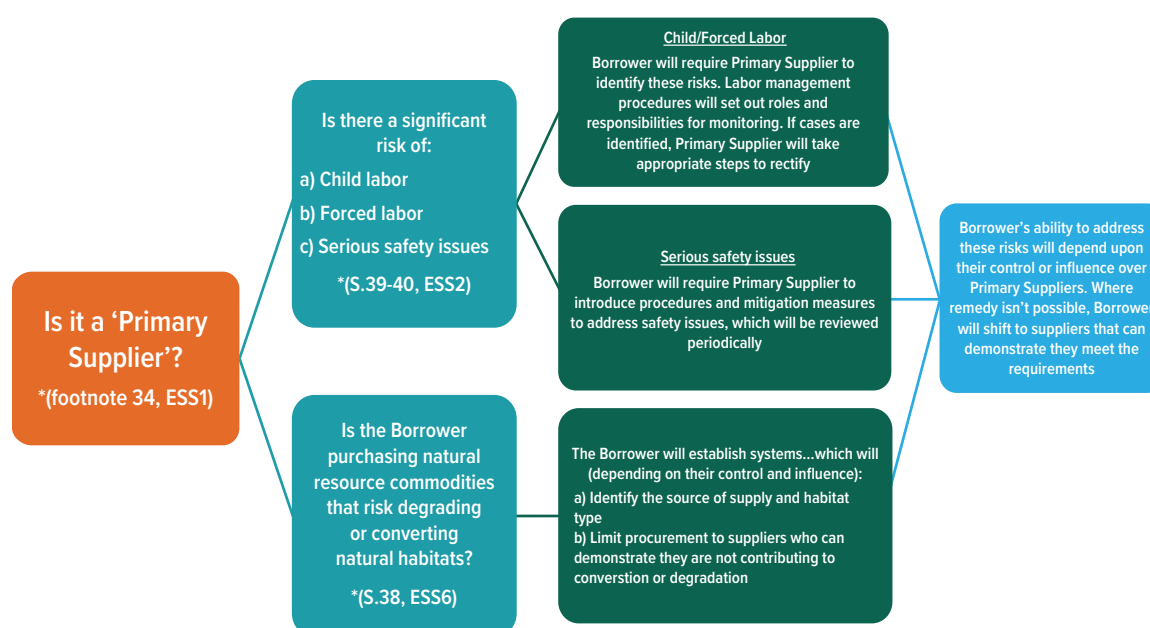 Is it a ‘Primary
Supplier’?
*(footnote 34, ESS1)
Is there a significant
risk of:
a) Child labor
b) Forced labor
c) Serious safety issues
*(S.39-40, ESS2)
Is the Borrower
purchasing natural
resource commodities
that risk degrading
or converting
natural habitats?
*(S.38, ESS6)
Child/Forced Labor
Borrower will require Primary Supplier to
identify these risks. Labor management
procedures will set out roles and
responsibilities for monitoring. If cases are
identified, Primary Supplier will take
appropriate steps to rectify
Serious safety issues
Borrower will require Primary Supplier to
introduce procedures and mitigation measures
to address safety issues, which will be reviewed
periodically
The Borrower will establish systems...which will
(depending on their control and influence):
a) Identify the source of supply and habitat
type
b) Limit procurement to suppliers who can
demonstrate they are not contributing to
converstion or degradation
Borrower’s ability to address
these risks will depend upon
their control or influence over
Primary Suppliers. Where
remedy isn’t possible, Borrower
will shift to suppliers that can
demonstrate they meet the
requirements